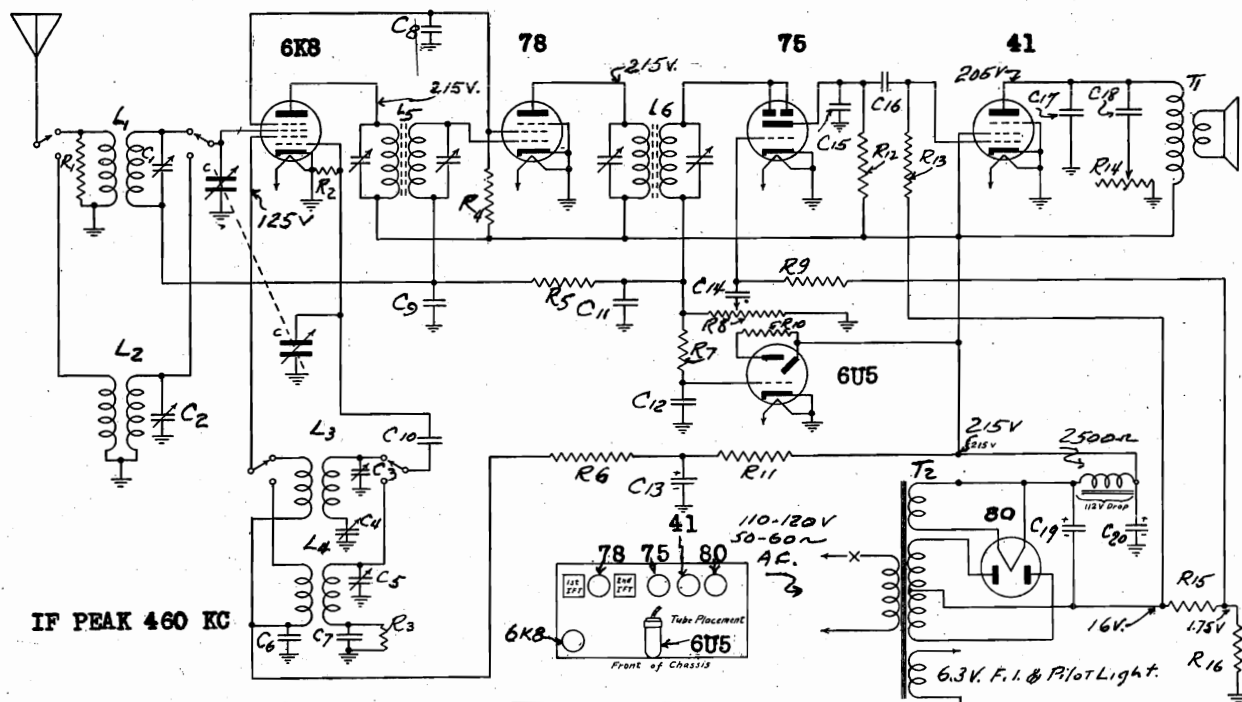 6K8
78
75
41
C8
215V.
215V.
205V
L1
R1
C1
C
R2
125V
L5
R4
L6
C15
C16
R12
R13
C17
C18
R14
T1
C9
R5
C11
C14
R9
R8
R10
R7
C12
6U5
C
L2
C2
L3
C10
C3
C4
L4
C5
C6
C7
R3
R6
C13
R11
215V
215V
2500Ω
112V Drop
T2
80
C19
C20
110-120V
50-60~
A.C.
X
41
78 75 80
1st IFT
2nd IFT
Tube Placement
6K8
6U5
Front of Chassis
R15
16V.
1.75V
R16
6.3V. F.I. & Pilot Light.
IF PEAK 460 KC